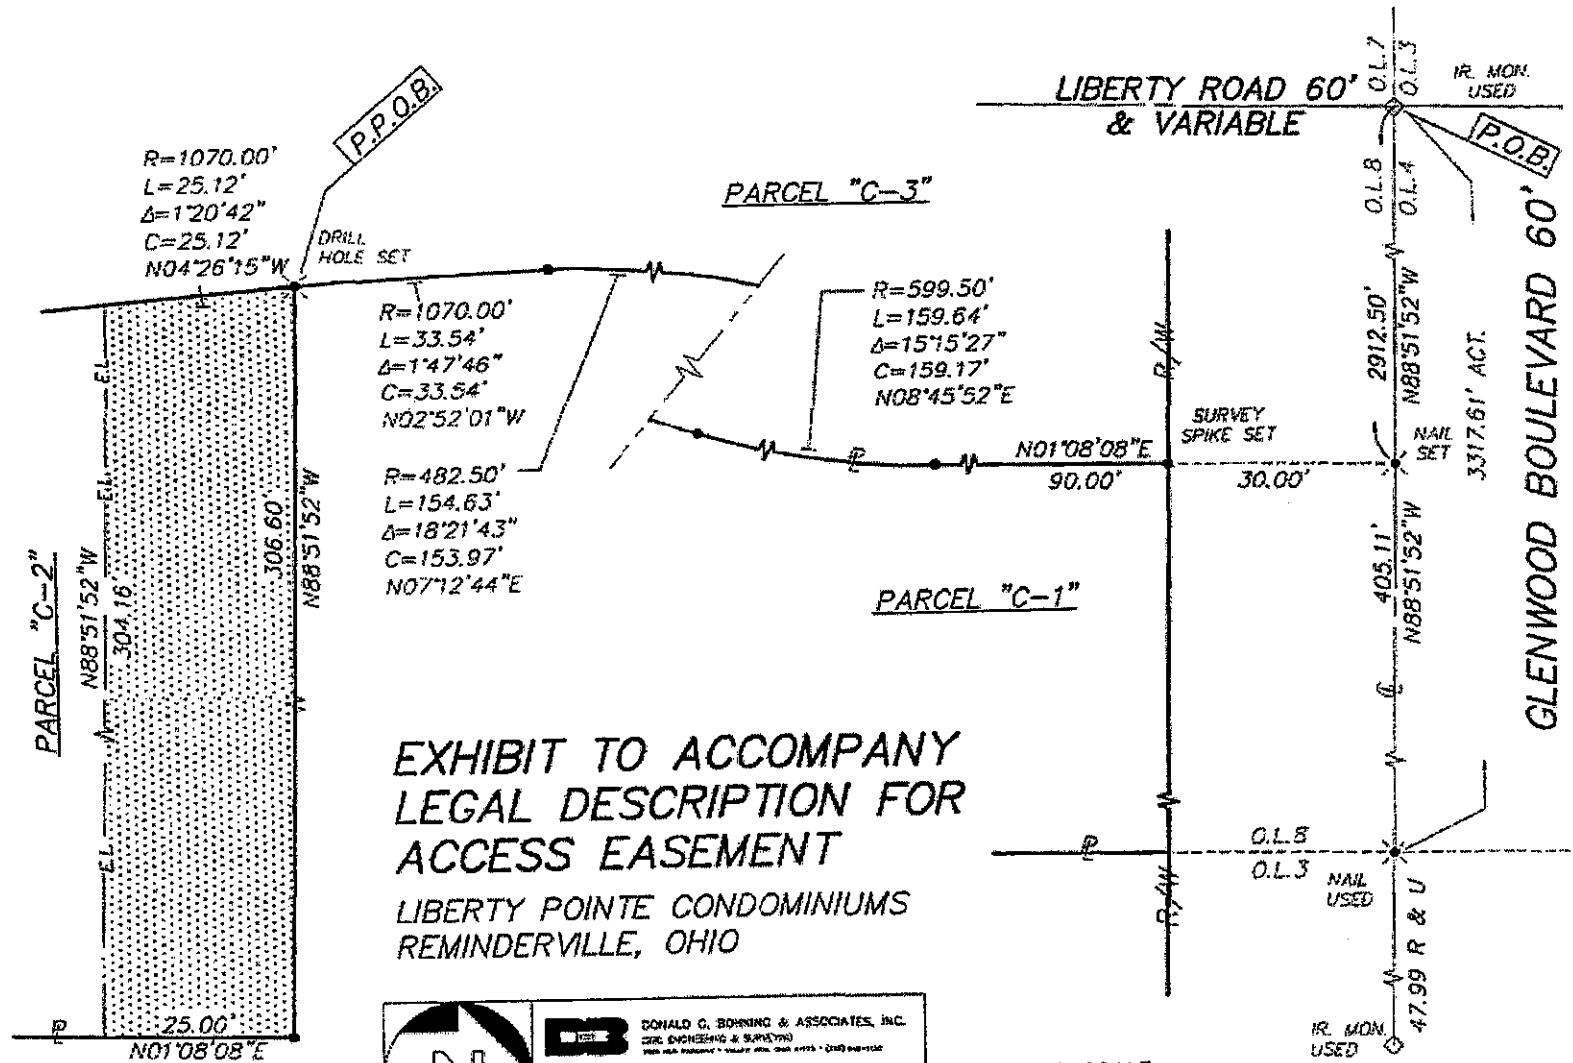 LIBERTY ROAD 60'
& VARIABLE
O.L.7
O.L.3
IR. MON.
USED
P.O.B.
O.L.8
O.L.4
P.P.O.B.
R=1070.00'
L=25.12'
Δ=1°20'42"
C=25.12'
N04°26'15"W
DRILL
HOLE SET
PARCEL "C-3"
R=1070.00'
L=33.54'
Δ=1°47'46"
C=33.54'
N02°52'01"W
R=482.50'
L=154.63'
Δ=18°21'43"
C=153.97'
N07°12'44"E
R=599.50'
L=159.64'
Δ=15°15'27"
C=159.17'
N08°45'52"E
R/W
2912.50'
N88°51'52"W
3317.61' ACT.
GLENWOOD BOULEVARD 60'
SURVEY
SPIKE SET
NAIL
SET
N01°08'08"E
90.00'
30.00'
P
405.11'
N88°51'52"W
PARCEL "C-1"
PARCEL "C-2"
N88°51'52"W
304.16'
E.L.
E.L.
E.L.
306.60'
N88°51'52"W
EXHIBIT TO ACCOMPANY
LEGAL DESCRIPTION FOR
ACCESS EASEMENT
LIBERTY POINTE CONDOMINIUMS
REMINDERVILLE, OHIO
P
O.L.8
O.L.3
NAIL
USED
R/W
47.99 R & U
IR. MON.
USED
P
25.00'
N01°08'08"E
N
DONALD G. BOHNING & ASSOCIATES, INC.
CIVIL ENGINEERING & SURVEYING